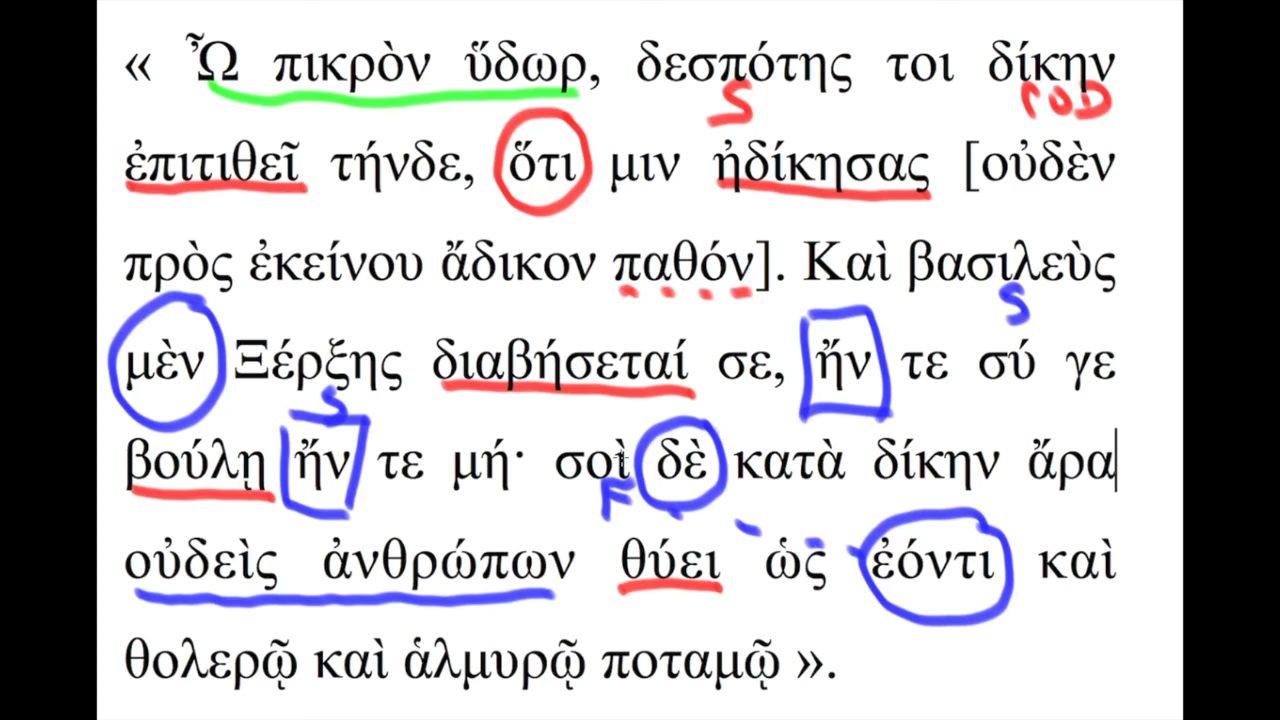 « Ὦ πικρὸν ὕδωρ, δεσπότης τοι δίκην
S ΓOD
ἐπιτιθεῖ τήνδε, ὅτι μιν ἠδίκησας [οὐδὲν
πρὸς ἐκείνου ἄδικον παθόν]. Καὶ βασιλεὺς
S
μὲν Ξέρξης διαβήσεταί σε, ἤν τε σύ γε
S
βούλῃ ἤν τε μή· σοὶ δὲ κατὰ δίκην ἄρα
F
οὐδεὶς ἀνθρώπων θύει ὡς ἐόντι καὶ
θολερῷ καὶ ἁλμυρῷ ποταμῷ ».